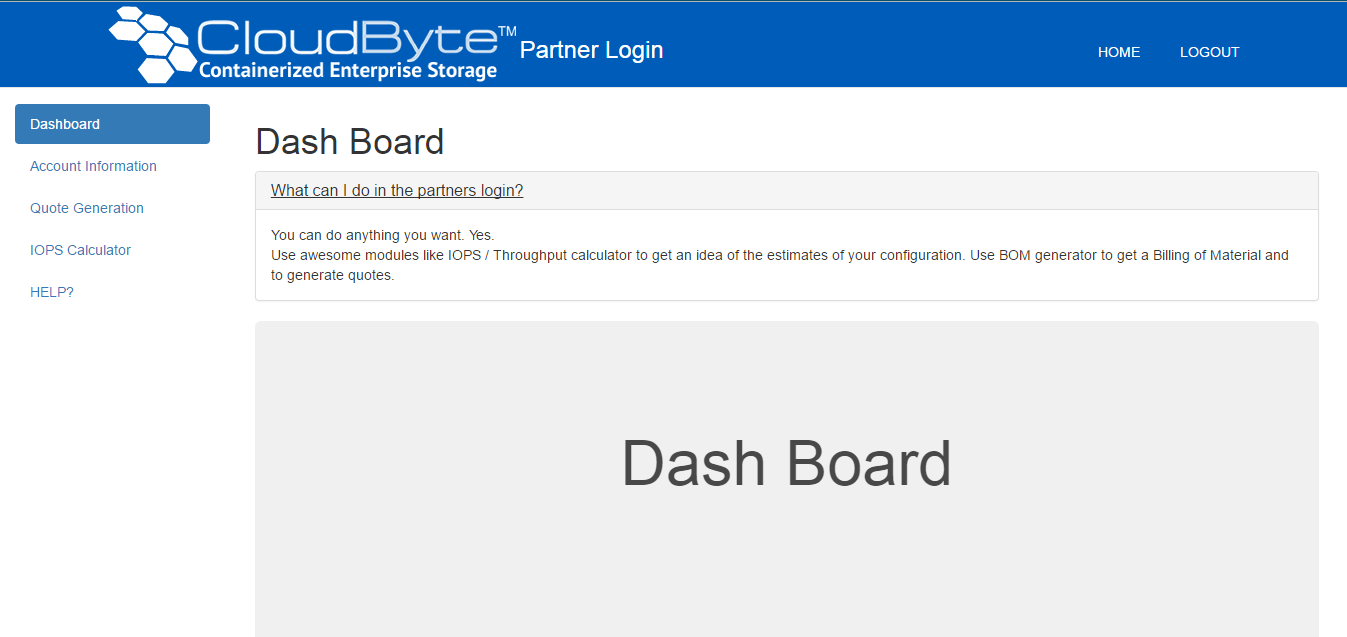 CloudByte™ Partner Login
Containerized Enterprise Storage
HOME LOGOUT
Dashboard
Account Information
Quote Generation
IOPS Calculator
HELP?
Dash Board
What can I do in the partners login?
You can do anything you want. Yes.
Use awesome modules like IOPS / Throughput calculator to get an idea of the estimates of your configuration. Use BOM generator to get a Billing of Material and
to generate quotes.
Dash Board